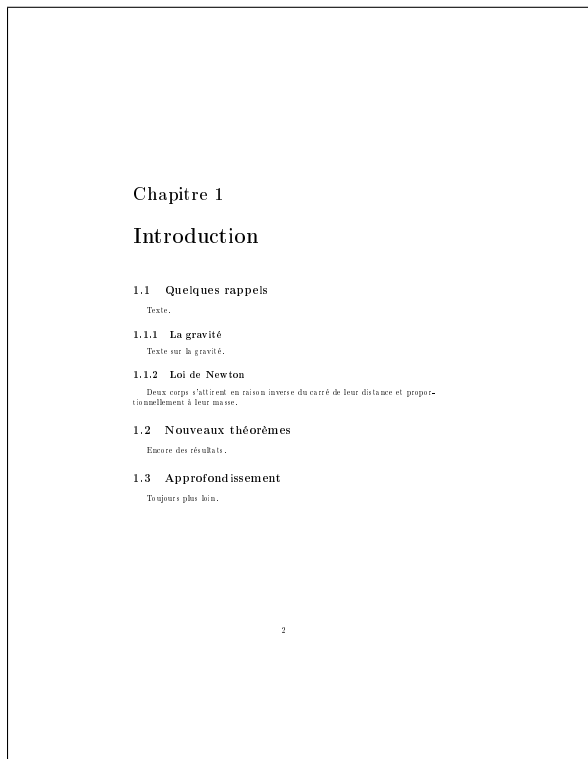 Chapitre 1
Introduction
1.1 Quelques rappels
Texte.
1.1.1 La gravité
Texte sur la gravité.
1.1.2 Loi de Newton
Deux corps s'attirent en raison inverse du carré de leur distance et propor-
tionnellement à leur masse.
1.2 Nouveaux théorèmes
Encore des résultats.
1.3 Approfondissement
Toujours plus loin.
2